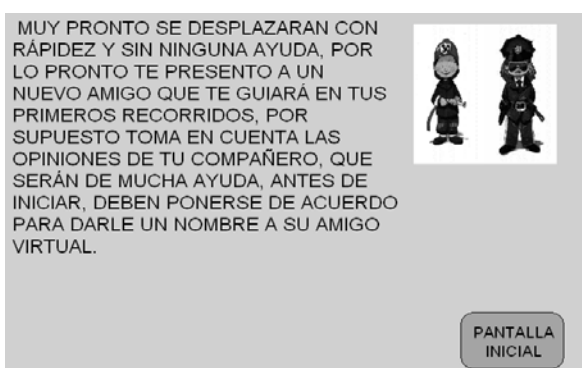 MUY PRONTO SE DESPLAZARAN CON
RÁPIDEZ Y SIN NINGUNA AYUDA, POR
LO PRONTO TE PRESENTO A UN
NUEVO AMIGO QUE TE GUIARÁ EN TUS
PRIMEROS RECORRIDOS, POR
SUPUESTO TOMA EN CUENTA LAS
OPINIONES DE TU COMPAÑERO, QUE
SERÁN DE MUCHA AYUDA, ANTES DE
INICIAR, DEBEN PONERSE DE ACUERDO
PARA DARLE UN NOMBRE A SU AMIGO
VIRTUAL.
PANTALLA
INICIAL